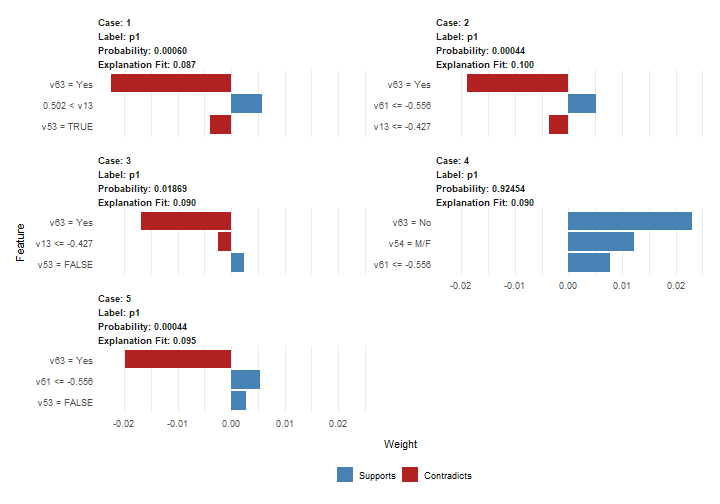 Case: 1
Label: p1
Probability: 0.00060
Explanation Fit: 0.087
v63 = Yes
0.502 < v13
v53 = TRUE
Case: 2
Label: p1
Probability: 0.00044
Explanation Fit: 0.100
v63 = Yes
v61 <= -0.556
v13 <= -0.427
Case: 3
Label: p1
Probability: 0.01869
Explanation Fit: 0.090
v63 = Yes
v13 <= -0.427
v53 = FALSE
Case: 4
Label: p1
Probability: 0.92454
Explanation Fit: 0.090
v63 = No
v54 = M/F
v61 <= -0.556
-0.02 -0.01 0.00 0.01 0.02
Case: 5
Label: p1
Probability: 0.00044
Explanation Fit: 0.095
v63 = Yes
v61 <= -0.556
v53 = FALSE
-0.02 -0.01 0.00 0.01 0.02
Feature
Weight
Supports Contradicts